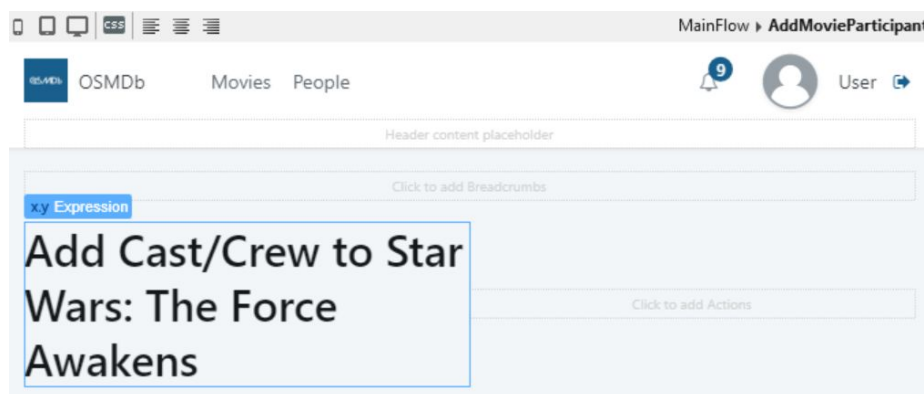 CSS
MainFlow ▸ AddMovieParticipant
OSMDb
OSMDb Movies People 9 User
Header content placeholder
Click to add Breadcrumbs
x.y Expression
Add Cast/Crew to Star
Wars: The Force
Awakens
Click to add Actions